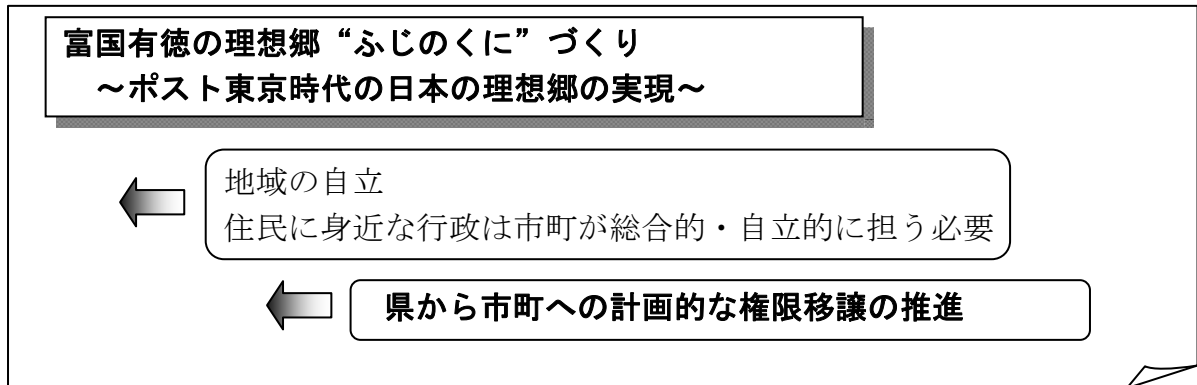 富国有徳の理想郷“ふじのくに”づくり
～ポスト東京時代の日本の理想郷の実現～
地域の自立
住民に身近な行政は市町が総合的・自立的に担う必要
県から市町への計画的な権限移譲の推進